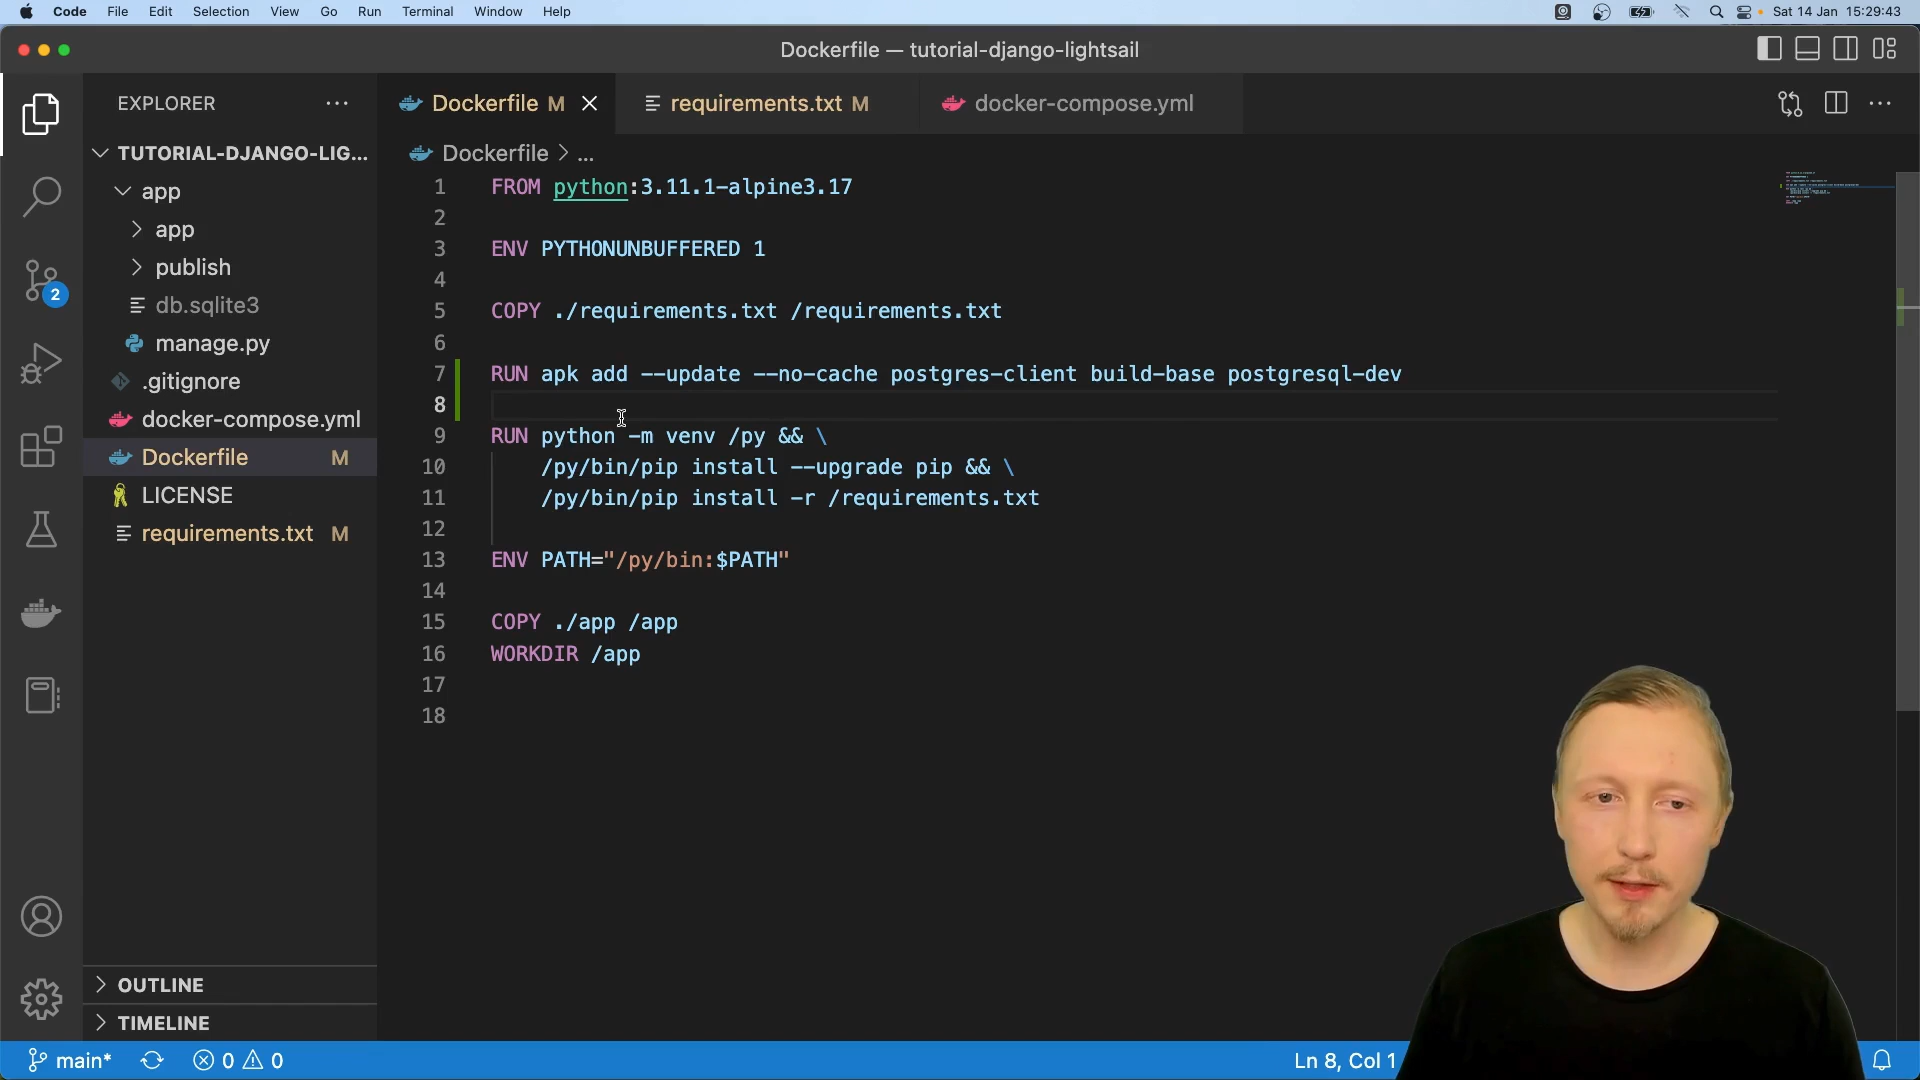 Code File Edit Selection View Go Run Terminal Window Help Sat 14 Jan 15:29:43
Dockerfile — tutorial-django-lightsail
EXPLORER
Dockerfile M
requirements.txt M
docker-compose.yml
TUTORIAL-DJANGO-LIG...
app
app
publish
db.sqlite3
manage.py
.gitignore
docker-compose.yml
Dockerfile M
LICENSE
requirements.txt M
OUTLINE
TIMELINE
2
Dockerfile > ...
1 FROM python:3.11.1-alpine3.17
2
3 ENV PYTHONUNBUFFERED 1
4
5 COPY ./requirements.txt /requirements.txt
6
7 RUN apk add --update --no-cache postgres-client build-base postgresql-dev
8
9 RUN python -m venv /py && \
10 /py/bin/pip install --upgrade pip && \
11 /py/bin/pip install -r /requirements.txt
12
13 ENV PATH="/py/bin:$PATH"
14
15 COPY ./app /app
16 WORKDIR /app
17
18
main* 0 0 Ln 8, Col 1